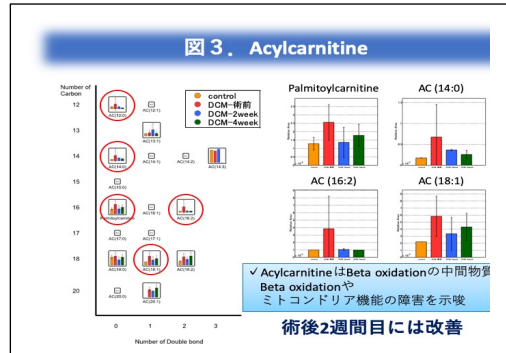 図３．Acylcarnitine
Number of
Carbon
control
DCM-術前
DCM-2week
DCM-4week
12
AC(12:0)
AC(12:1)
13
AC(13:1)
14
AC(14:0)
AC(14:1)
AC(14:2)
AC(14:3)
15
AC(15:0)
16
Palmitoylcarnitine
AC(16:1)
AC(16:2)
17
AC(17:0)
AC(17:1)
18
AC(18:0)
AC(18:1)
AC(18:2)
20
AC(20:0)
AC(20:1)
0
1
2
3
Number of Double bond
Palmitoylcarnitine
AC (14:0)
AC (16:2)
AC (18:1)
✓ AcylcarnitineはBeta oxidationの中間物質
Beta oxidationや
ミトコンドリア機能の障害を示唆
術後2週間目には改善